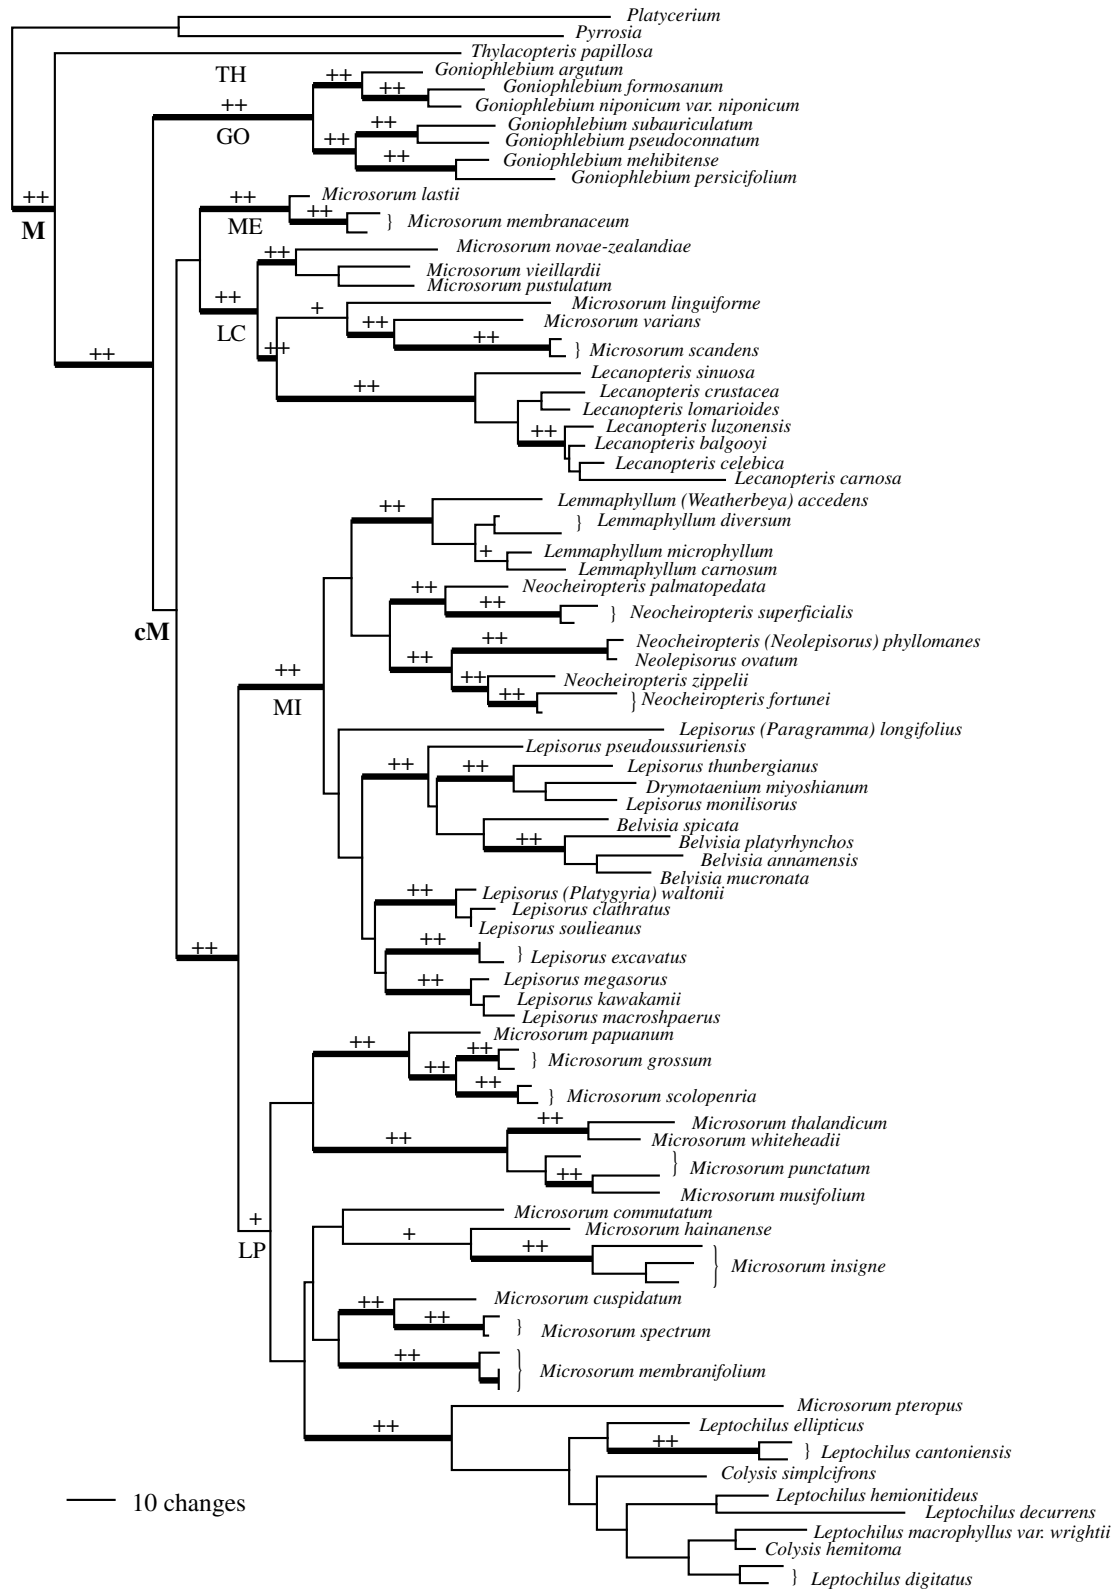 Platycerium
Pyrrosia
Thylacopteris papillosa
TH
Goniophlebium argutum
++
++
Goniophlebium formosanum
++
Goniophlebium niponicum var. niponicum
GO
++
Goniophlebium subauriculatum
++
Goniophlebium pseudoconnatum
++
Goniophlebium mehibitense
Goniophlebium persicifolium
++
M
++
Microsorum lastii
ME
++
} Microsorum membranaceum
++
Microsorum novae-zealandiae
Microsorum vieillardii
Microsorum pustulatum
++
LC
+
Microsorum linguiforme
++
Microsorum varians
++
++
} Microsorum scandens
++
++
Lecanopteris sinuosa
Lecanopteris crustacea
Lecanopteris lomarioides
++
Lecanopteris luzonensis
Lecanopteris balgooyi
Lecanopteris celebica
Lecanopteris carnosa
++
Lemmaphyllum (Weatherbeya) accedens
} Lemmaphyllum diversum
+
Lemmaphyllum microphyllum
Lemmaphyllum carnosum
++
Neocheiropteris palmatopedata
++
} Neocheiropteris superficialis
cM
++
Neocheiropteris (Neolepisorus) phyllomanes
++
Neolepisorus ovatum
++
++
Neocheiropteris zippelii
MI
++
} Neocheiropteris fortunei
Lepisorus (Paragramma) longifolius
Lepisorus pseudoussuriensis
++
++
Lepisorus thunbergianus
Drymotaenium miyoshianum
Lepisorus monilisorus
Belvisia spicata
++
Belvisia platyrhynchos
Belvisia annamensis
Belvisia mucronata
++
Lepisorus (Platygyria) waltonii
Lepisorus clathratus
Lepisorus soulieanus
++
++
} Lepisorus excavatus
++
Lepisorus megasorus
Lepisorus kawakamii
Lepisorus macroshpaerus
++
Microsorum papuanum
++
} Microsorum grossum
++
++
} Microsorum scolopenria
++
Microsorum thalandicum
++
Microsorum whiteheadii
++
} Microsorum punctatum
Microsorum musifolium
+
LP
Microsorum commutatum
+
Microsorum hainanense
++
} Microsorum insigne
++
Microsorum cuspidatum
++
} Microsorum spectrum
++
} Microsorum membranifolium
++
Microsorum pteropus
Leptochilus ellipticus
++
} Leptochilus cantoniensis
Colysis simplcifrons
10 changes
Leptochilus hemionitideus
Leptochilus decurrens
Leptochilus macrophyllus var. wrightii
Colysis hemitoma
} Leptochilus digitatus